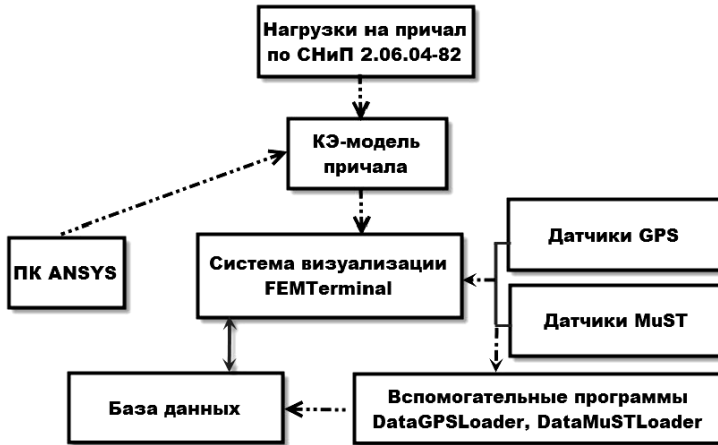 Нагрузки на причал
по СНиП 2.06.04-82
КЭ-модель
причала
ПК ANSYS
Система визуализации
FEMTerminal
Датчики GPS
Датчики MuST
База данных
Вспомогательные программы
DataGPSLoader, DataMuSTLoader